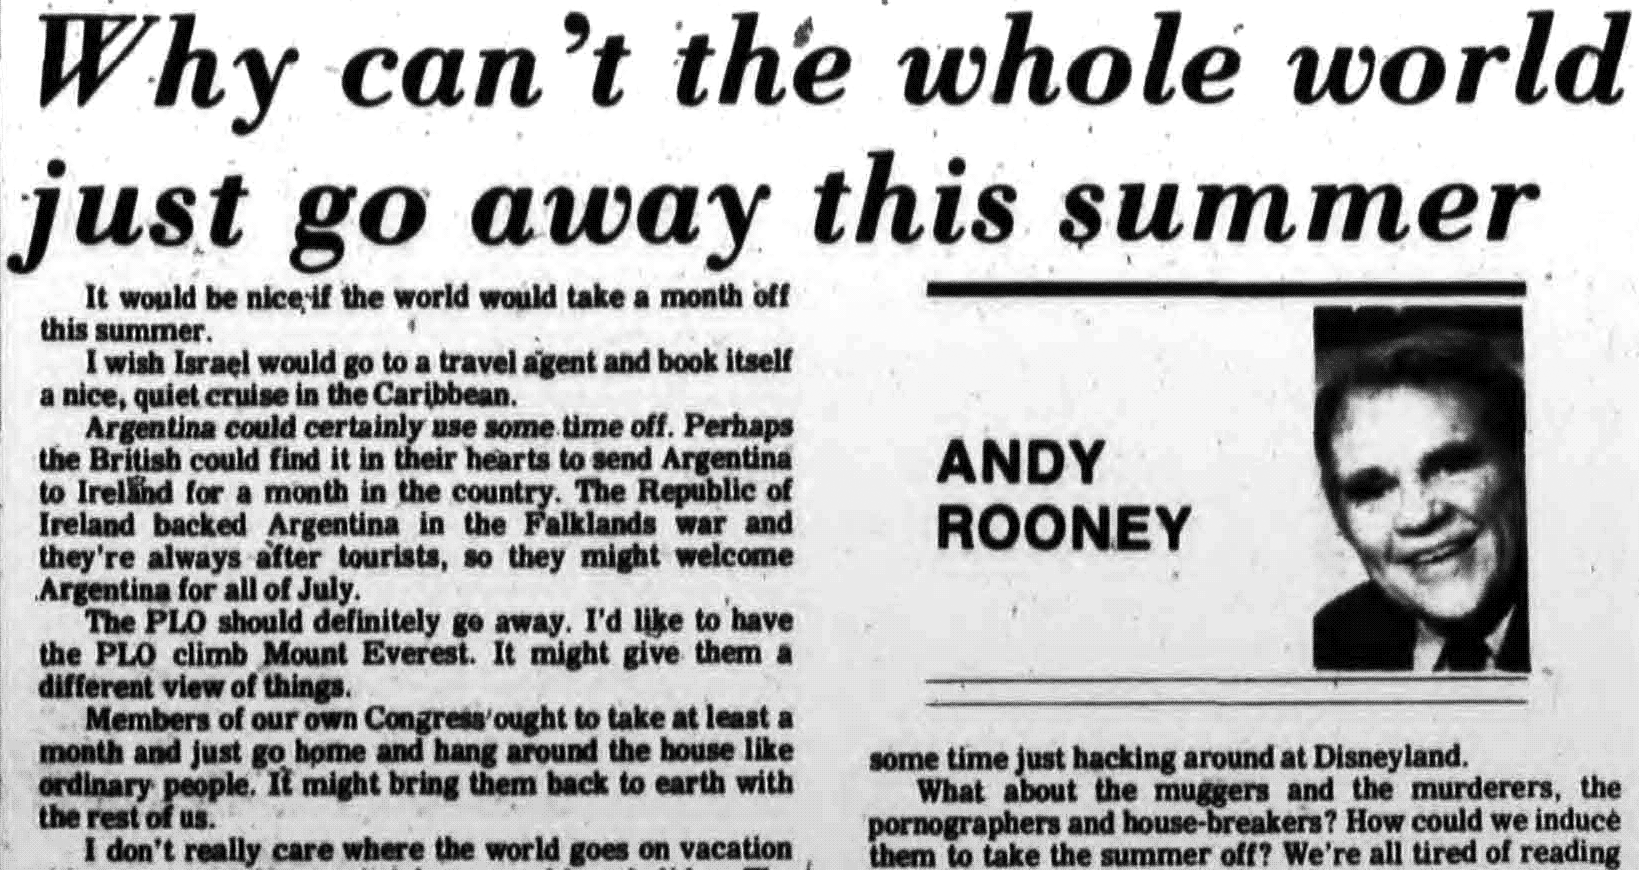 Why can't the whole world
just go away this summer
It would be nice if the world would take a month off
this summer.
I wish Israel would go to a travel agent and book itself
a nice, quiet cruise in the Caribbean.
Argentina could certainly use some time off. Perhaps
the British could find it in their hearts to send Argentina
to Ireland for a month in the country. The Republic of
Ireland backed Argentina in the Falklands war and
they're always after tourists, so they might welcome
Argentina for all of July.
The PLO should definitely go away. I'd like to have
the PLO climb Mount Everest. It might give them a
different view of things.
Members of our own Congress ought to take at least a
month and just go home and hang around the house like
ordinary people. It might bring them back to earth with
the rest of us.
I don't really care where the world goes on vacation
ANDY
ROONEY
some time just hacking around at Disneyland.
What about the muggers and the murderers, the
pornographers and house-breakers? How could we induce
them to take the summer off? We're all tired of reading